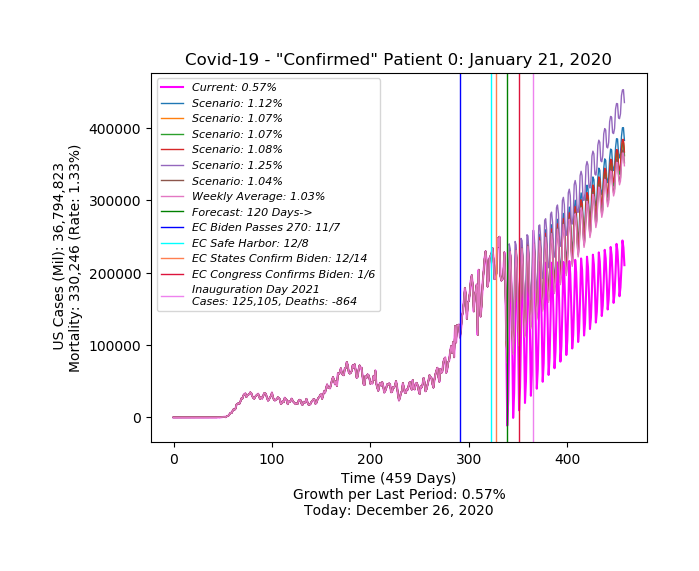 Covid-19 - "Confirmed" Patient 0: January 21, 2020
US Cases (Mil): 36,794,823
Mortality: 330,246 (Rate: 1.33%)
400000
300000
200000
100000
0
Current: 0.57%
Scenario: 1.12%
Scenario: 1.07%
Scenario: 1.07%
Scenario: 1.08%
Scenario: 1.25%
Scenario: 1.04%
Weekly Average: 1.03%
Forecast: 120 Days->
EC Biden Passes 270: 11/7
EC Safe Harbor: 12/8
EC States Confirm Biden: 12/14
EC Congress Confirms Biden: 1/6
Inauguration Day 2021
Cases: 125,105, Deaths: -864
0 100 200 300 400
Time (459 Days)
Growth per Last Period: 0.57%
Today: December 26, 2020